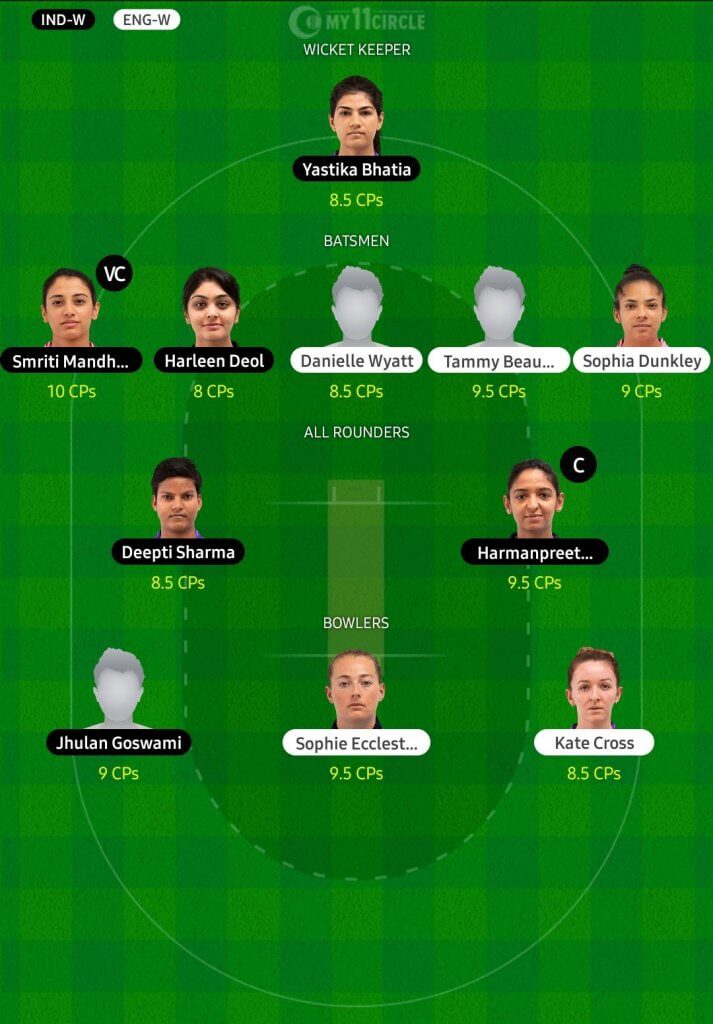 IND-W ENG-W MY11CIRCLE
WICKET KEEPER
Yastika Bhatia
8.5 CPs
BATSMEN
VC
Smriti Mandh... Harleen Deol Danielle Wyatt Tammy Beau... Sophia Dunkley
10 CPs 8 CPs 8.5 CPs 9.5 CPs 9 CPs
ALL ROUNDERS
C
Deepti Sharma Harmanpreet...
8.5 CPs 9.5 CPs
BOWLERS
Jhulan Goswami Sophie Ecclest... Kate Cross
9 CPs 9.5 CPs 8.5 CPs